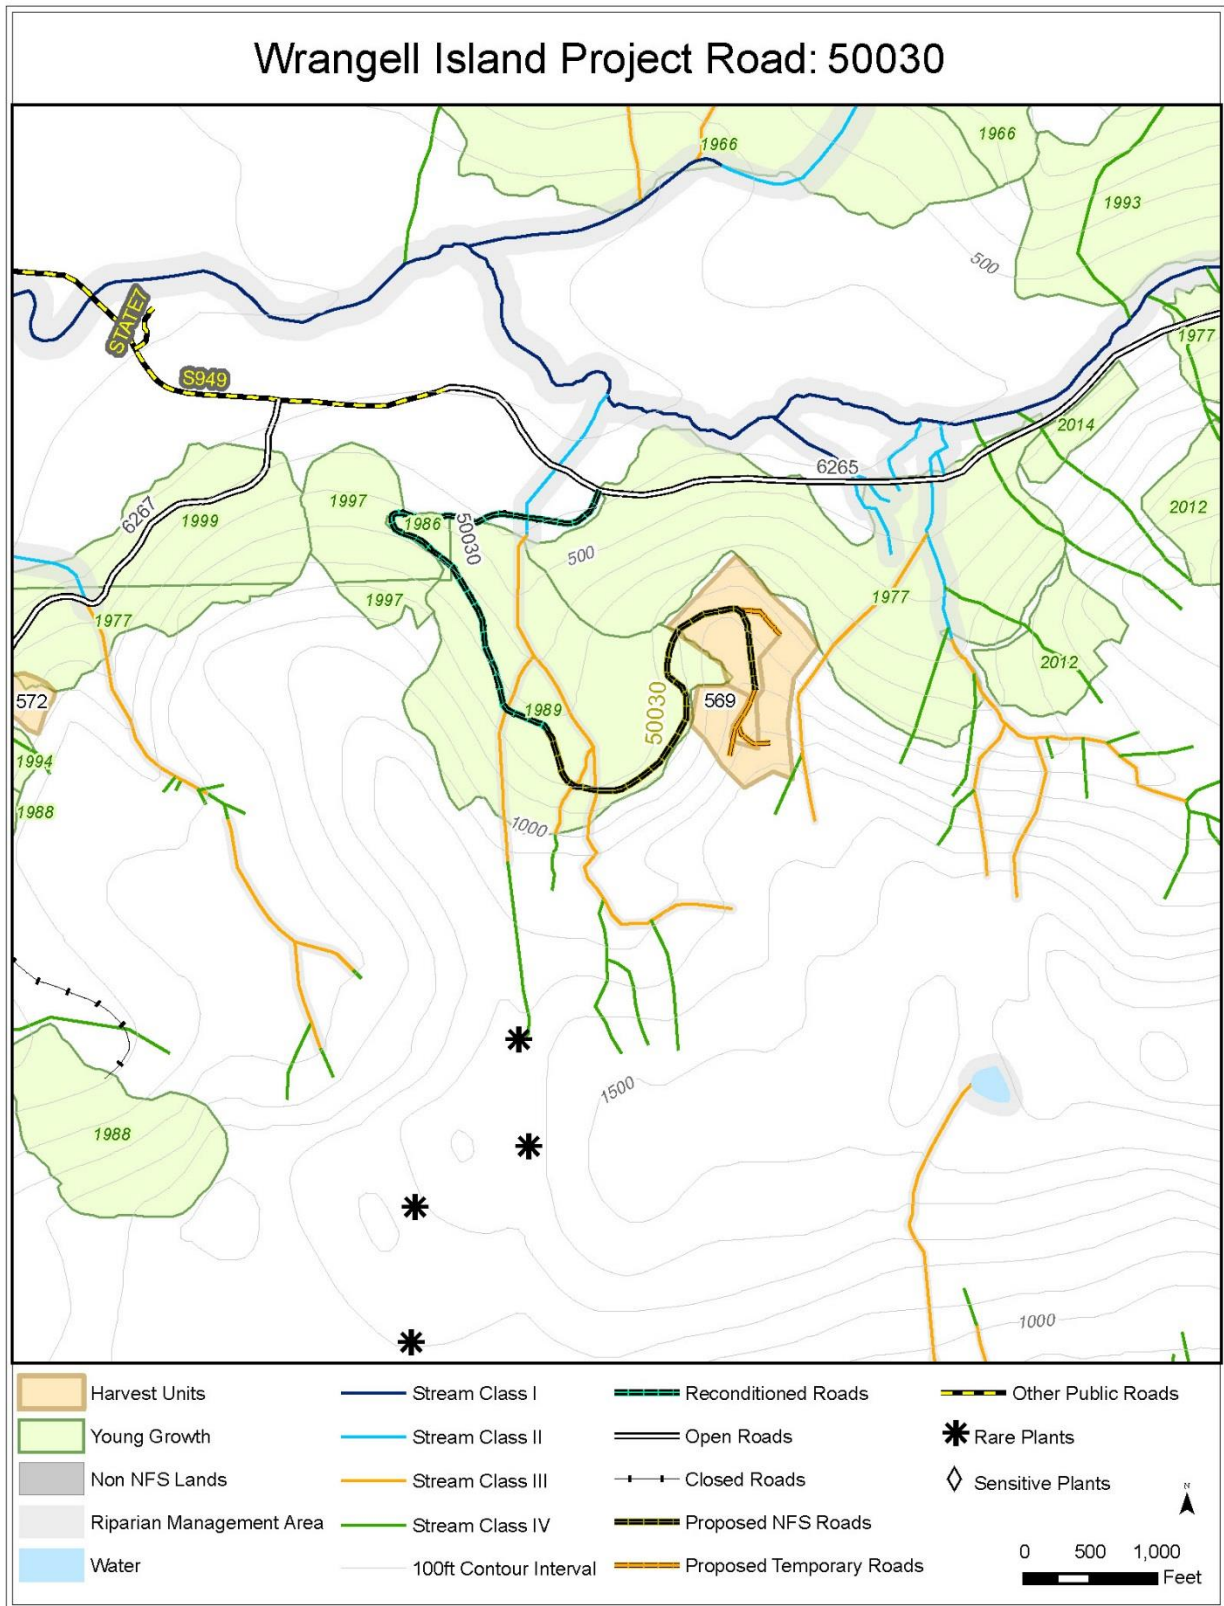 Wrangell Island Project Road: 50030
1966
1966
1993
500
STATE7
1977
S949
2014
6265
1997
6267
1999
1986
50030
500
2012
1997
1977
1977
2012
572
50030
569
1989
1994
1988
1000
1500
1988
1000
Harvest Units
Young Growth
Non NFS Lands
Riparian Management Area
Water
Stream Class I
Stream Class II
Stream Class III
Stream Class IV
100ft Contour Interval
Reconditioned Roads
Open Roads
Closed Roads
Proposed NFS Roads
Proposed Temporary Roads
Other Public Roads
Rare Plants
Sensitive Plants
N
0 500 1,000
Feet